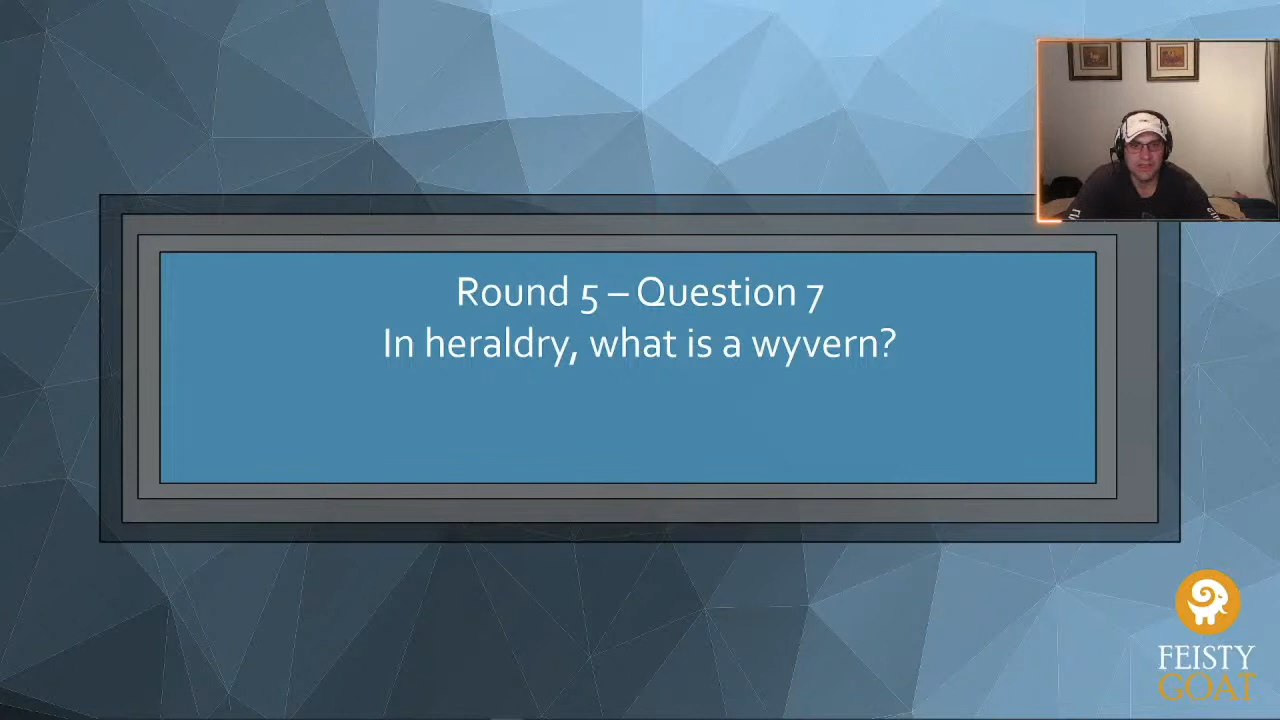 Round 5 – Question 7
In heraldry, what is a wyvern?
FEISTY
GOAT